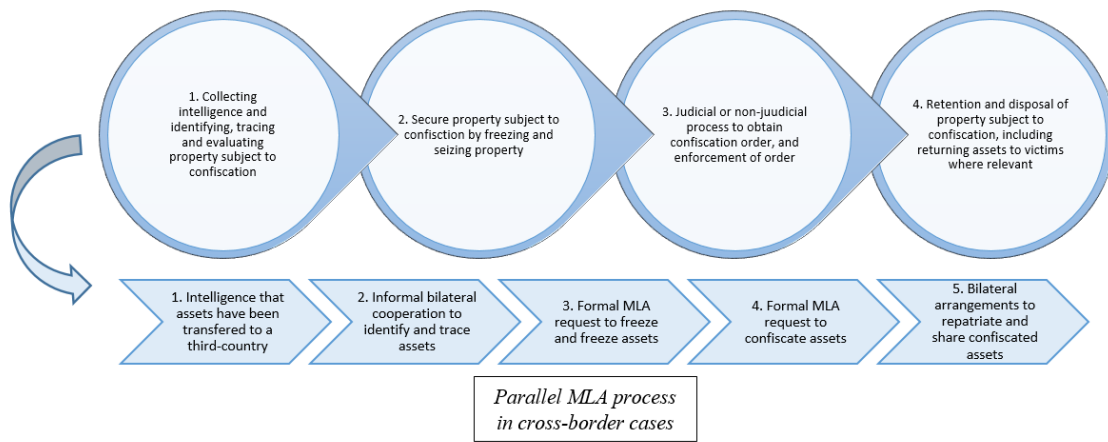 1. Collecting
intelligence and
identifying, tracing
and evaluating
property subject to
confiscation
2. Secure property subject to
confisction by freezing and
seizing property
3. Judicial or non-juudicial
process to obtain
confiscation order, and
enforcement of order
4. Retention and disposal of
property subject to
confiscation, including
returning assets to victims
where relevant
1. Intelligence that
assets have been
transfered to a
third-country
2. Informal bilateral
cooperation to
identify and trace
assets
3. Formal MLA
request to freeze
and freeze assets
4. Formal MLA
request to
confiscate assets
5. Bilateral
arrangements to
repatriate and
share confiscated
assets
Parallel MLA process
in cross-border cases